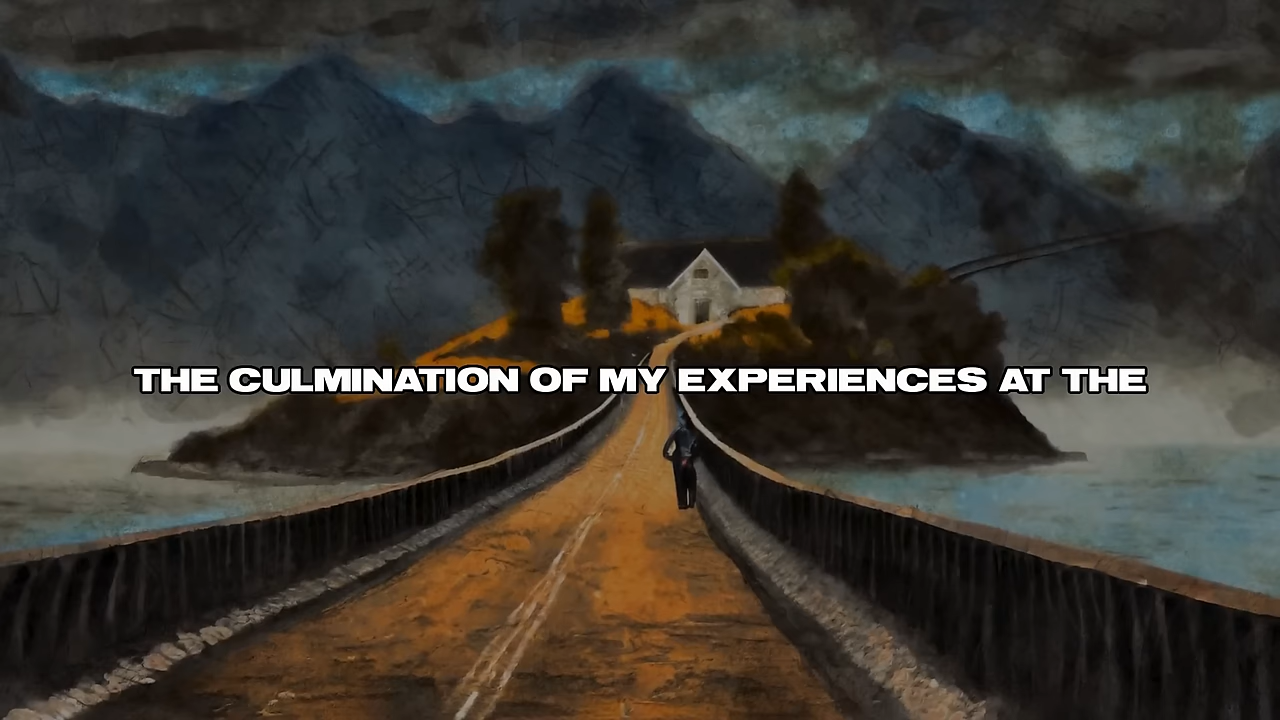 THE CULMINATION OF MY EXPERIENCES AT THE